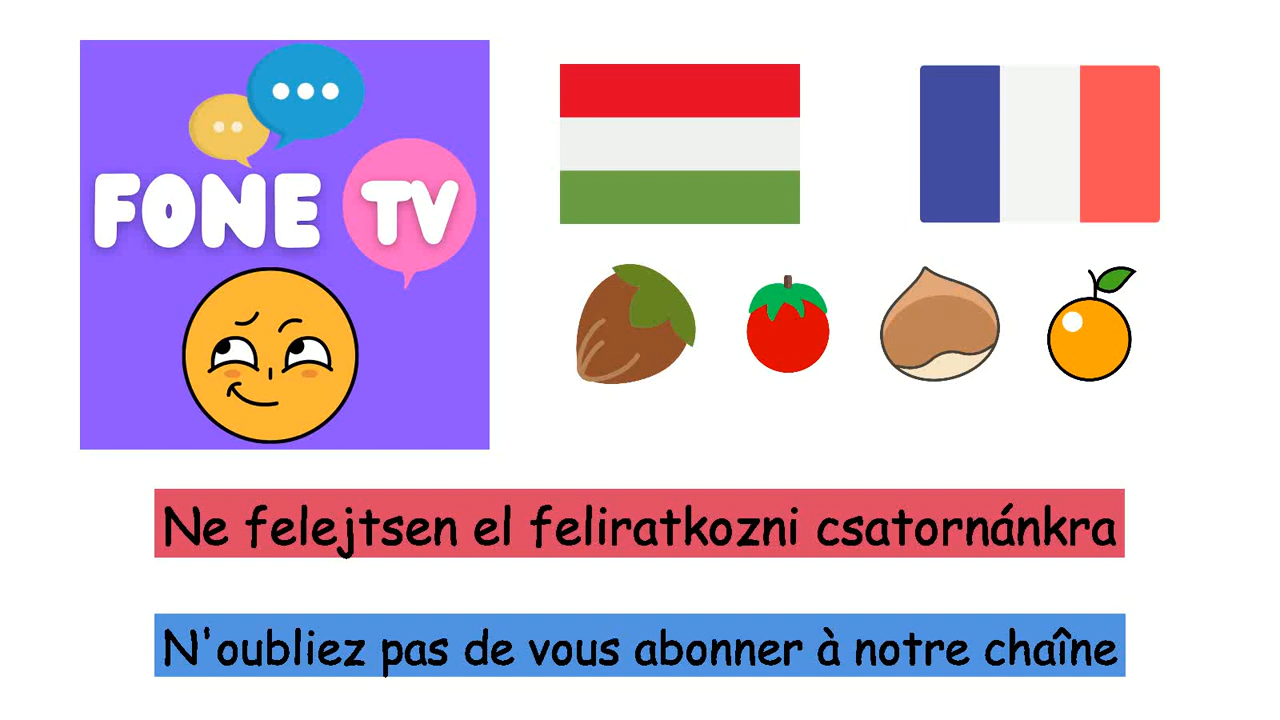 FONE TV
Ne felejtsen el feliratkozni csatornánkra
N'oubliez pas de vous abonner à notre chaîne